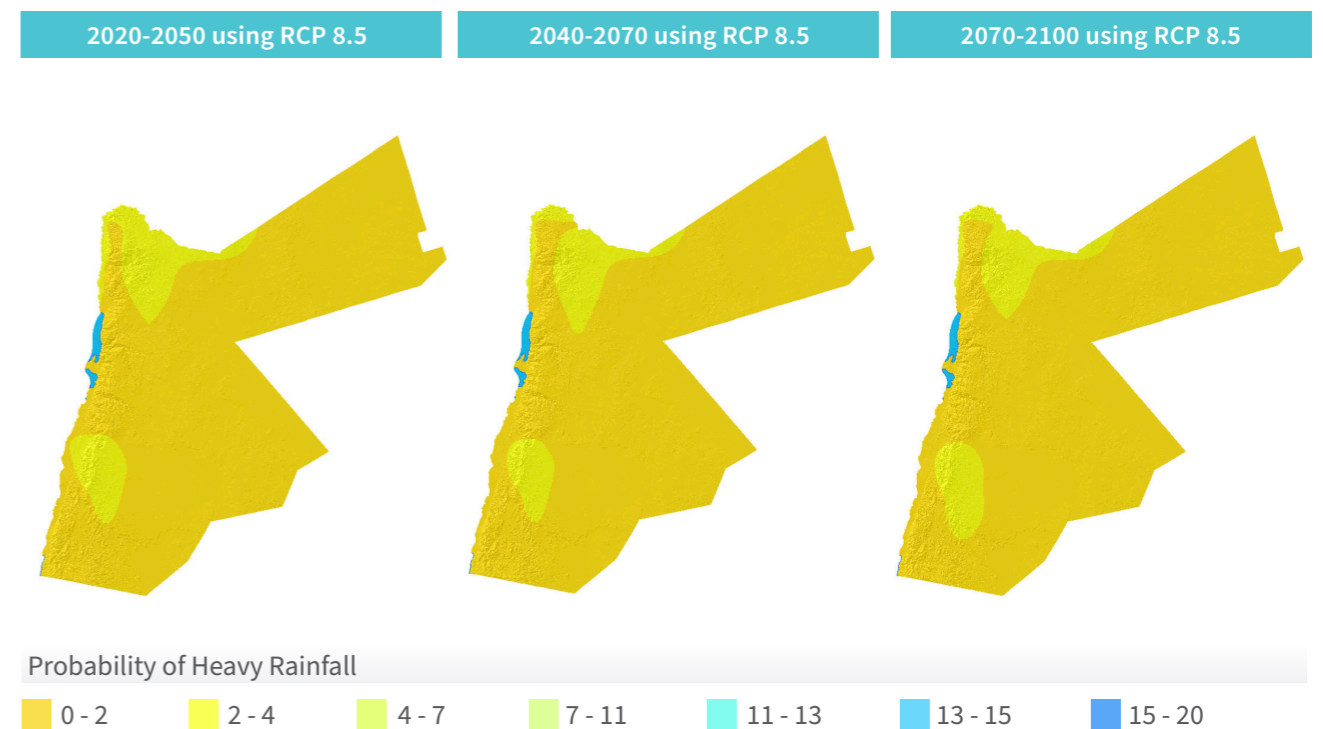 2020-2050 using RCP 8.5
2040-2070 using RCP 8.5
2070-2100 using RCP 8.5
Probability of Heavy Rainfall
0 - 2
2 - 4
4 - 7
7 - 11
11 - 13
13 - 15
15 - 20